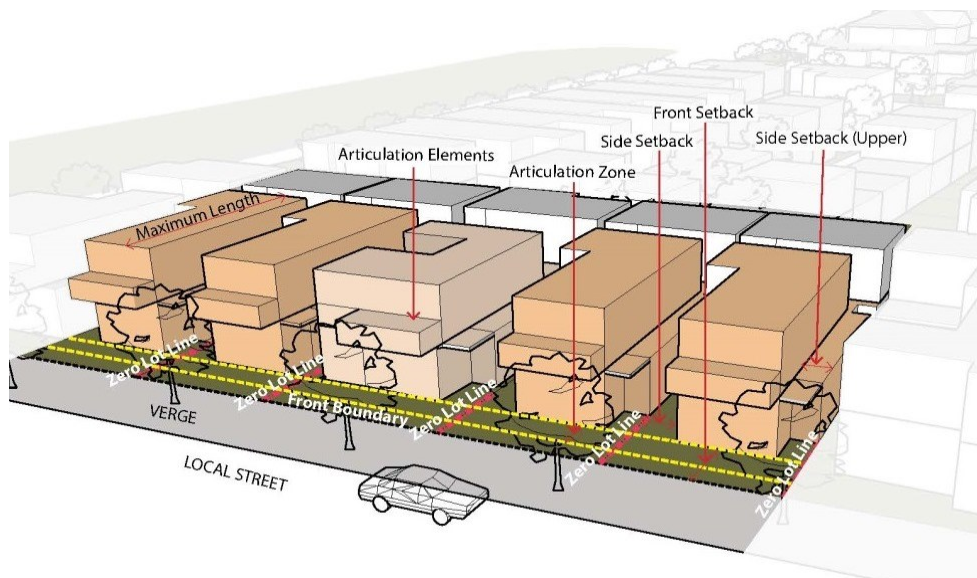 Front Setback
Side Setback
Side Setback (Upper)
Articulation Elements
Articulation Zone
Maximum Length
Zero Lot Line
Zero Lot Line
Front Boundary
Zero Lot Line
Zero Lot Line
Zero Lot Line
VERGE
LOCAL STREET